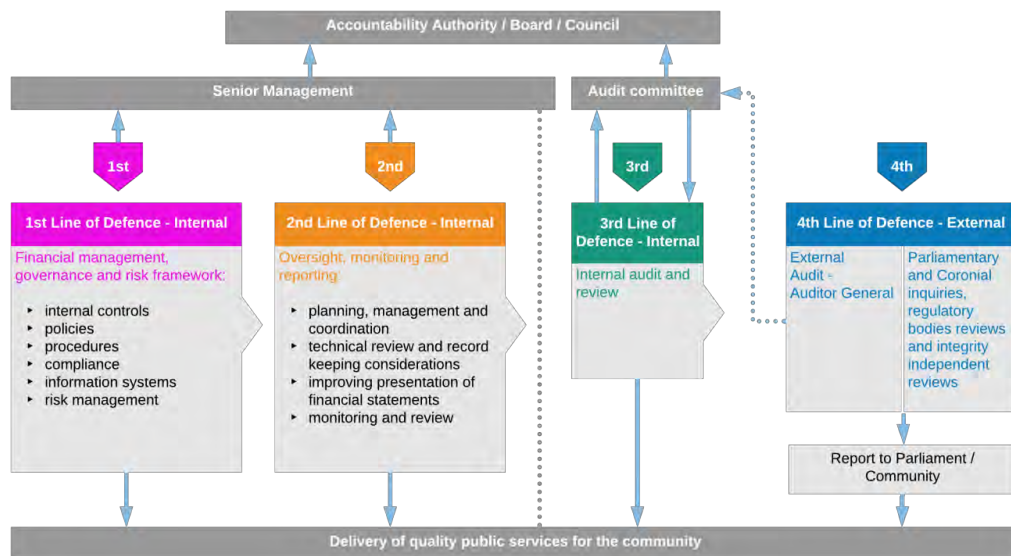 Accountability Authority / Board / Council
Senior Management
Audit committee
1st
2nd
3rd
4th
1st Line of Defence - Internal
Financial management,
governance and risk framework:
‣ internal controls
‣ policies
‣ procedures
‣ compliance
‣ information systems
‣ risk management
2nd Line of Defence - Internal
Oversight, monitoring and
reporting:
‣ planning, management and
coordination
‣ technical review and record
keeping considerations
‣ improving presentation of
financial statements
‣ monitoring and review
3rd Line of
Defence - Internal
Internal audit and
review
4th Line of Defence - External
External
Audit -
Auditor General
Parliamentary
and Coronial
inquiries,
regulatory
bodies reviews
and integrity
independent
reviews
Report to Parliament /
Community
Delivery of quality public services for the community